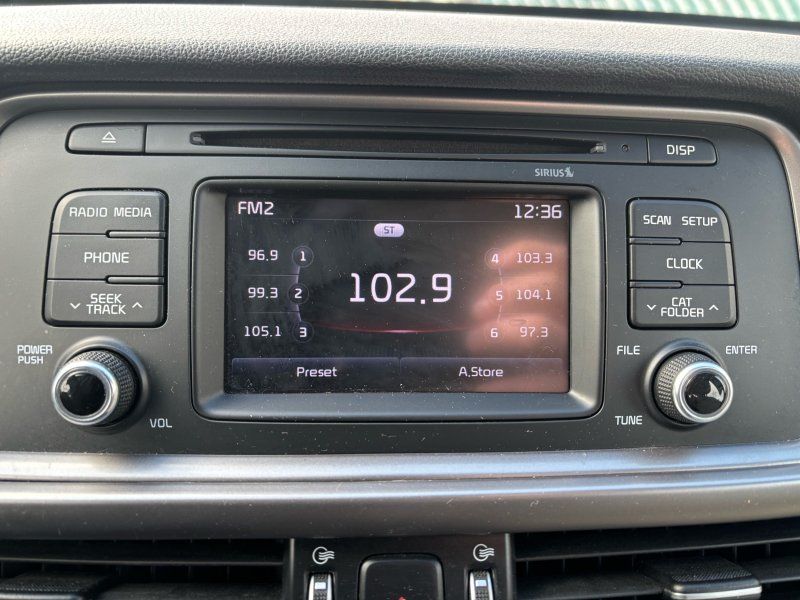 DISP
SIRIUS
RADIO MEDIA
PHONE
SEEK
TRACK
POWER
PUSH
VOL
FM2 12:36
ST
96.9 1 4 103.3
102.9
99.3 2 5 104.1
105.1 3 6 97.3
Preset A.Store
SCAN SETUP
CLOCK
CAT
FOLDER
FILE ENTER
TUNE